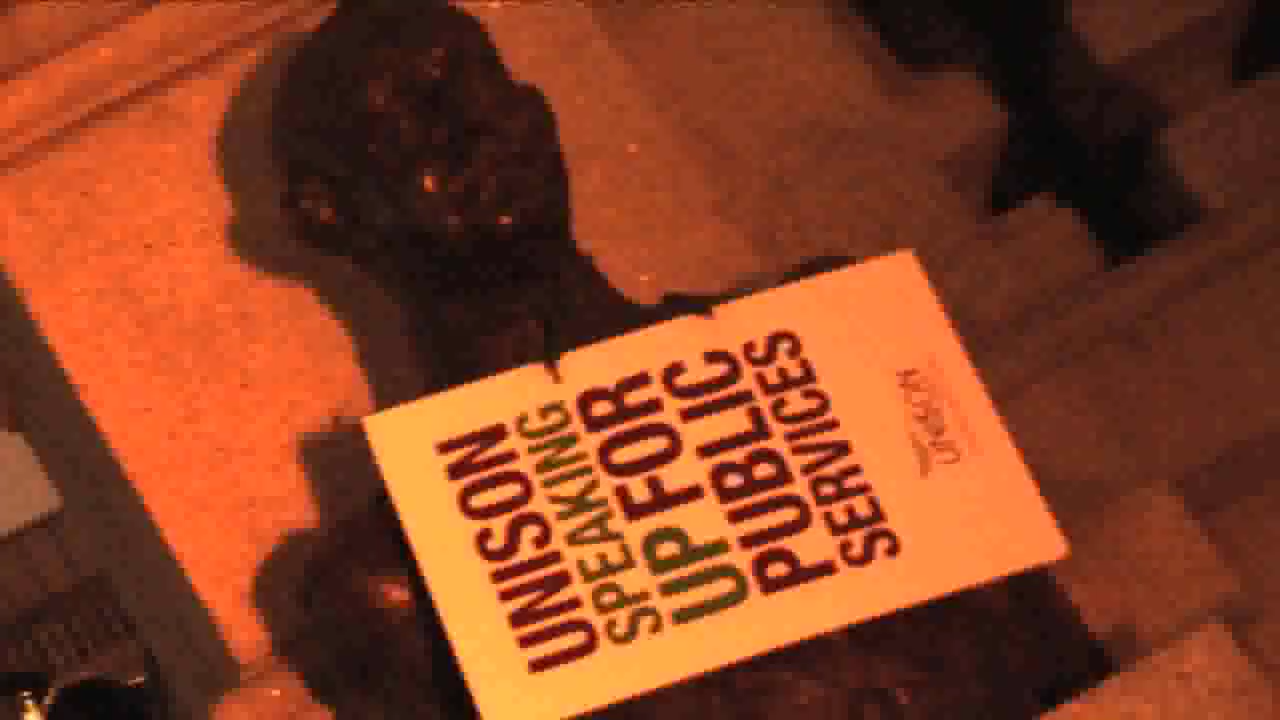 UNISON
SPEAKING
UP FOR
PUBLIC
SERVICES
UNISON